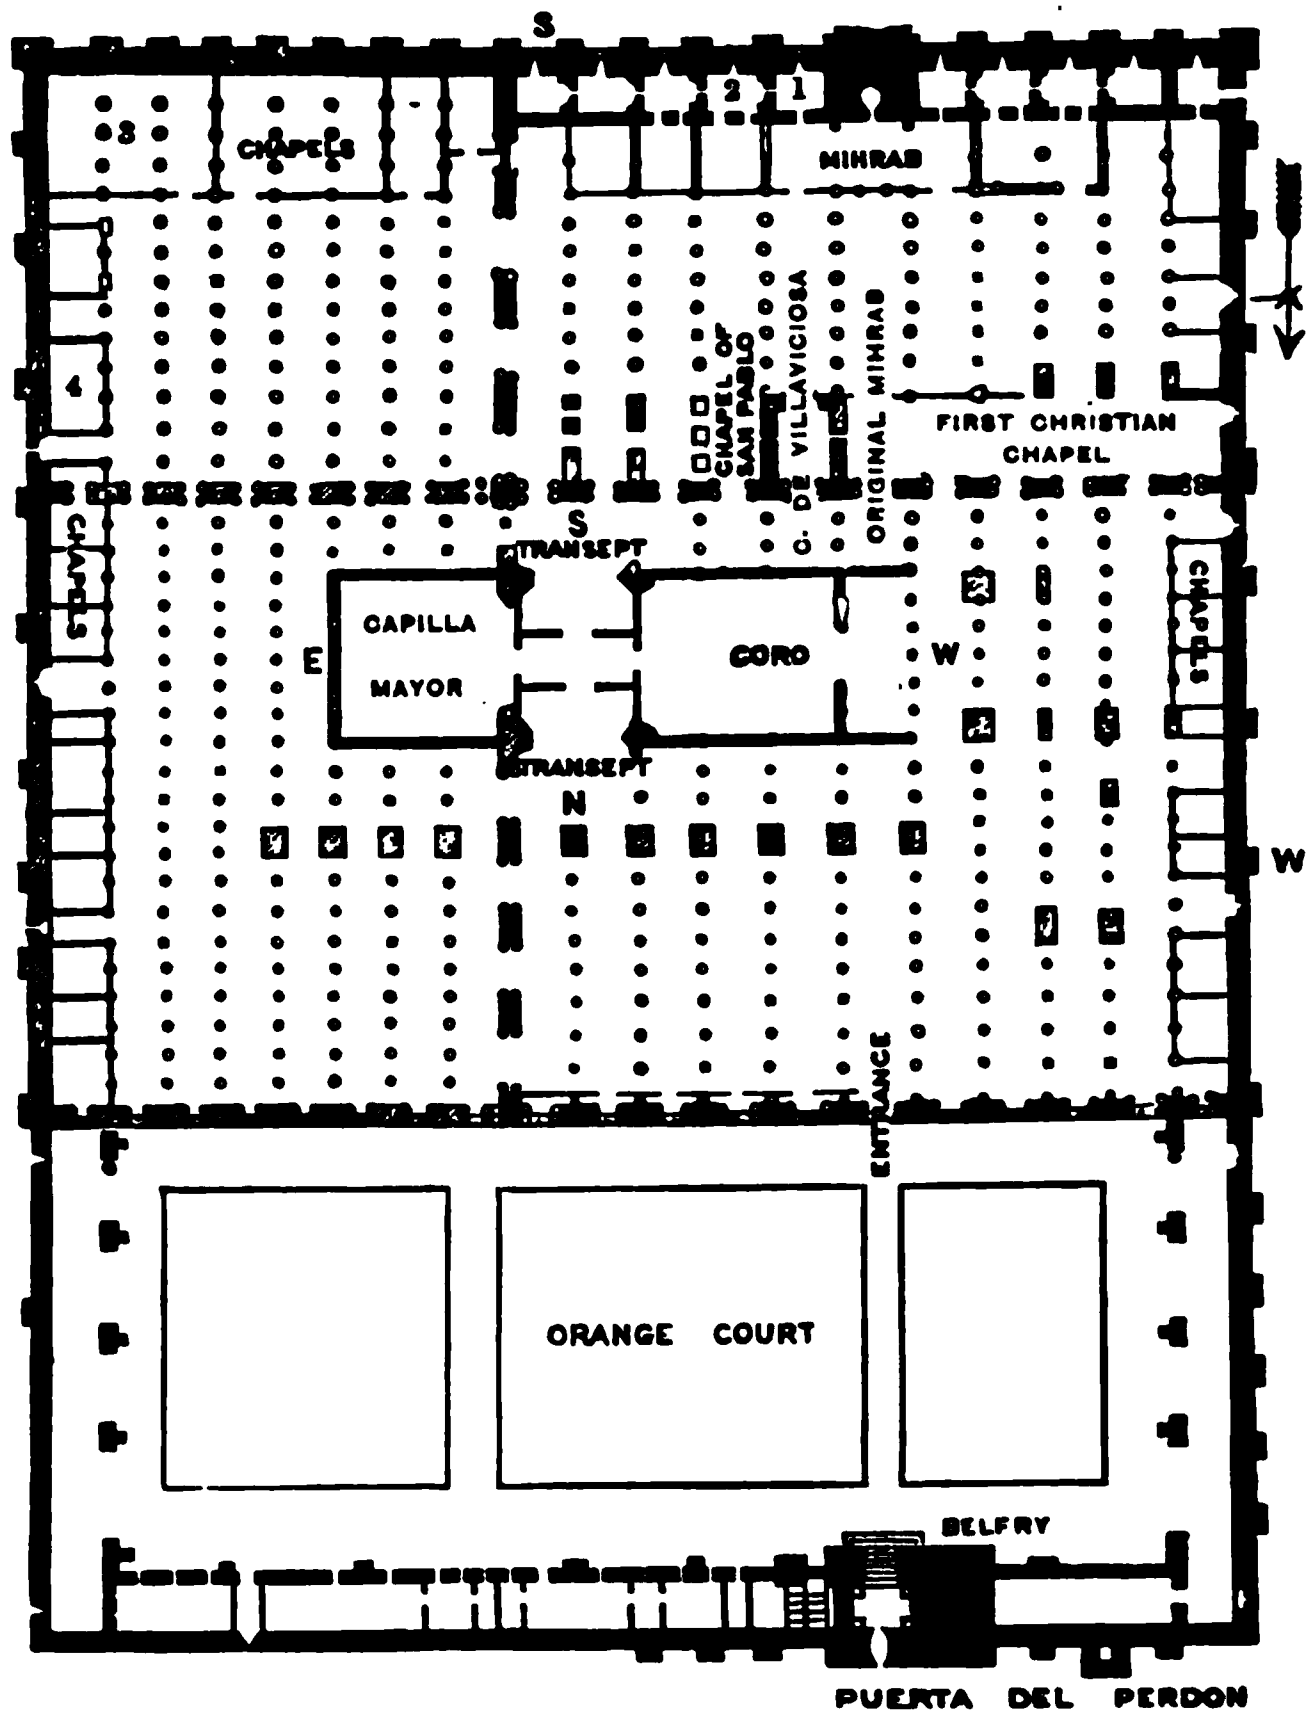 S
2 1
3
CHAPELS
MIHRAB
4
CHAPEL OF
SAN PABLO
C. DE VILLAVICIOSA
ORIGINAL MIHRAB
FIRST CHRISTIAN
CHAPEL
CHAPELS
S
TRANSEPT
CHAPELS
CAPILLA
MAYOR
E
CORO
W
TRANSEPT
N
W
ENTRANCE
ORANGE COURT
BELFRY
PUERTA DEL PERDON